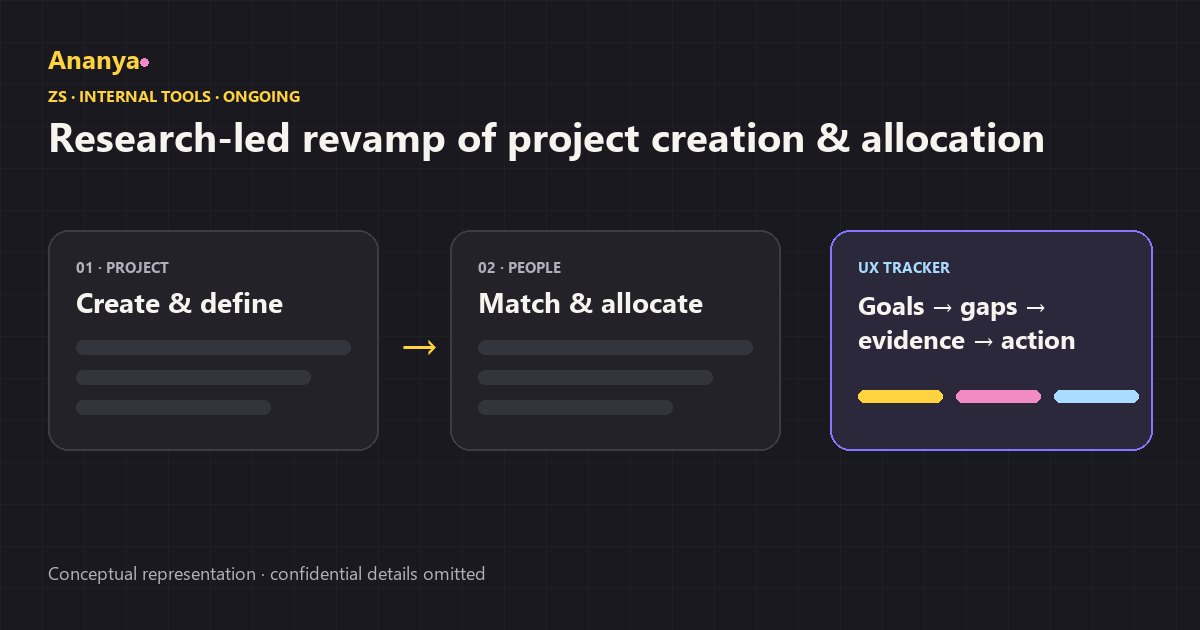 Ananya
ZS · INTERNAL TOOLS · ONGOING
Research-led revamp of project creation & allocation
01 · PROJECT
Create & define
→
02 · PEOPLE
Match & allocate
UX TRACKER
Goals → gaps →
evidence → action
Conceptual representation · confidential details omitted